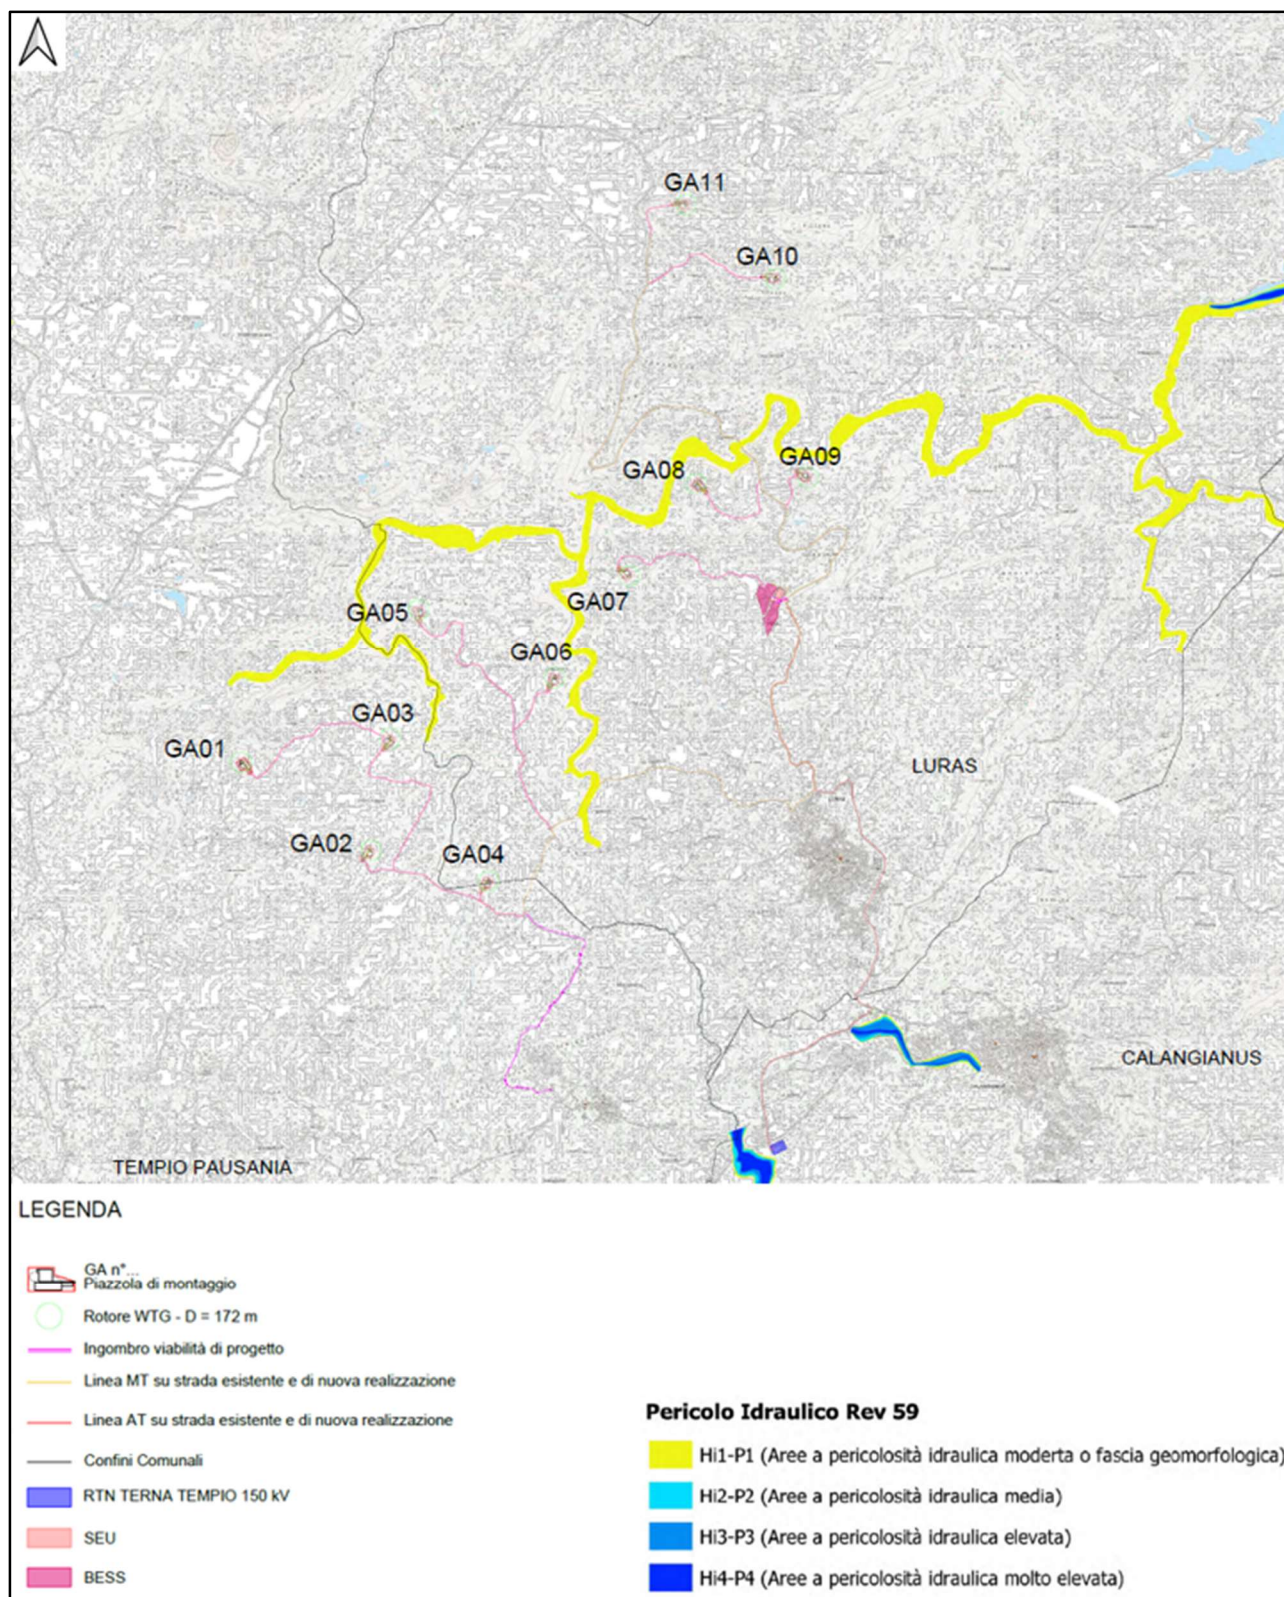 GA11
GA10
GA08
GA09
GA05
GA07
GA06
GA03
GA01
LURAS
GA02
GA04
CALANGIANUS
TEMPIO PAUSANIA
LEGENDA
GA n°...
Piazzola di montaggio
Rotore WTG - D = 172 m
Ingombro viabilità di progetto
Linea MT su strada esistente e di nuova realizzazione
Linea AT su strada esistente e di nuova realizzazione
Confini Comunali
RTN TERNA TEMPIO 150 kV
SEU
BESS
Pericolo Idraulico Rev 59
Hi1-P1 (Aree a pericolosità idraulica moderta o fascia geomorfologica)
Hi2-P2 (Aree a pericolosità idraulica media)
Hi3-P3 (Aree a pericolosità idraulica elevata)
Hi4-P4 (Aree a pericolosità idraulica molto elevata)